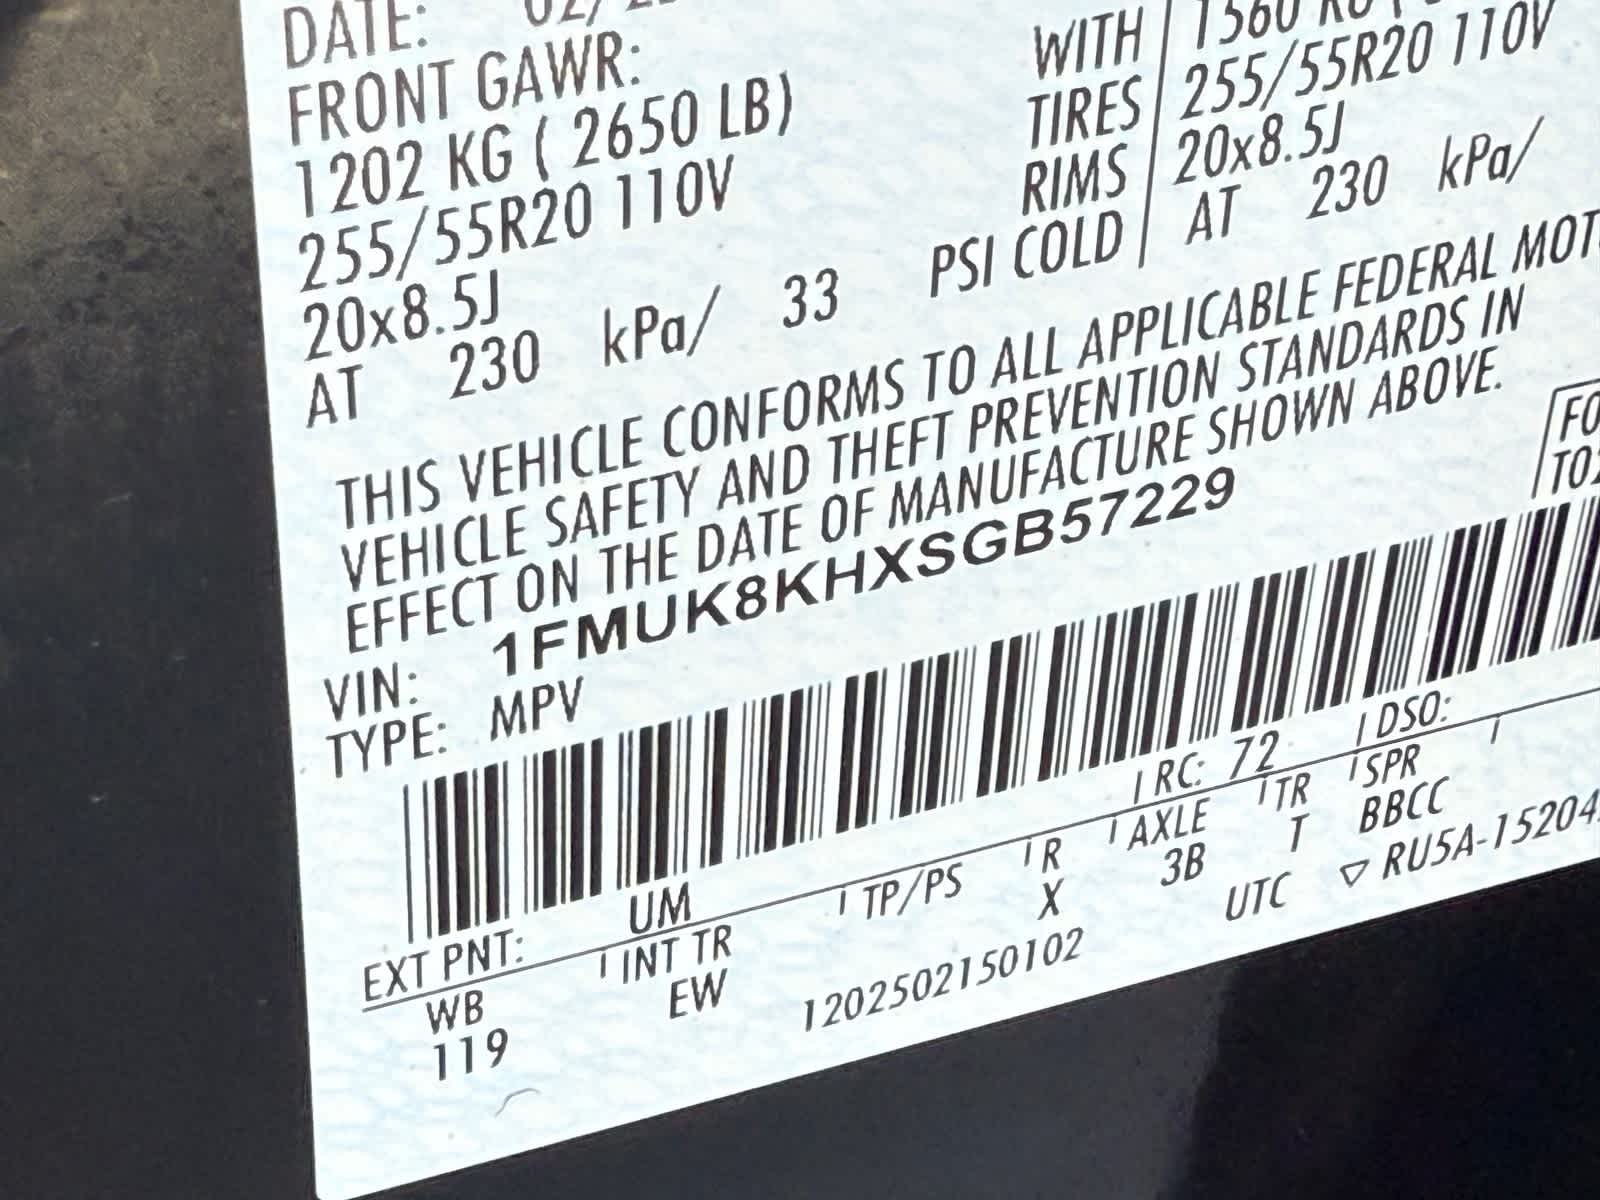 DATE: 02/
FRONT GAWR:
1202 KG ( 2650 LB)
255/55R20 110V
20x8.5J
AT 230 kPa/ 33
WITH
TIRES
RIMS
PSI COLD
1560 KG (
255/55R20 110V
20x8.5J
AT 230 kPa/
THIS VEHICLE CONFORMS TO ALL APPLICABLE FEDERAL MOT
VEHICLE SAFETY AND THEFT PREVENTION STANDARDS IN
EFFECT ON THE DATE OF MANUFACTURE SHOWN ABOVE.
VIN: 1FMUK8KHXSGB57229
TYPE: MPV
EXT PNT: UM RC: 72 DSO:
WB INT TR TP/PS R AXLE TR SPR
119 EW X 3B T BBCC
1202502150102 UTC ▽ RU5A-15204